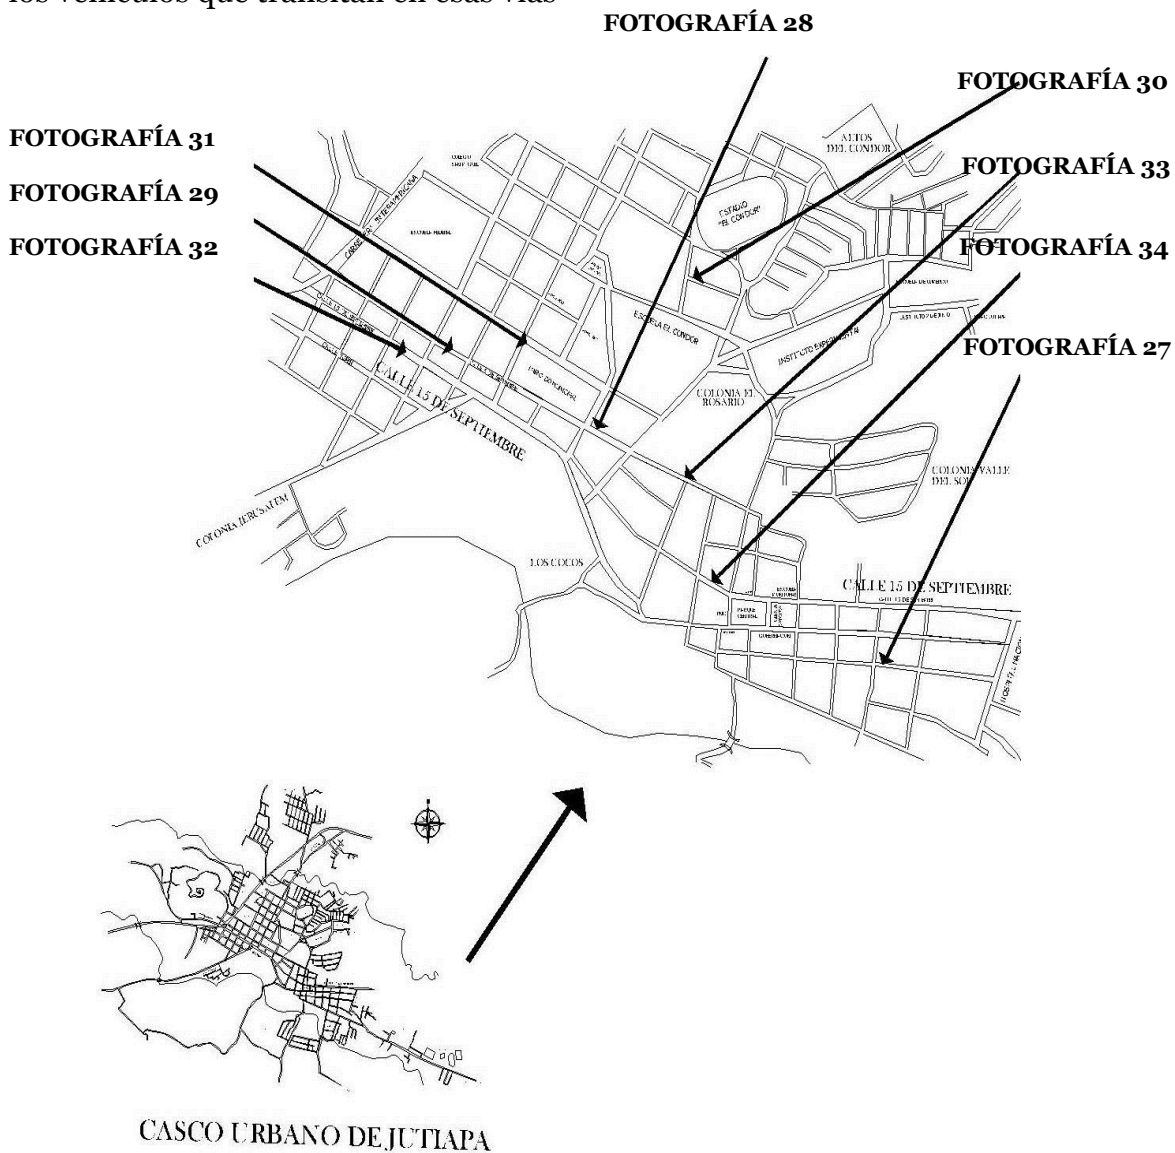 los vehículos que transitan en esas vías
FOTOGRAFÍA 28
FOTOGRAFÍA 30
FOTOGRAFÍA 31
FOTOGRAFÍA 33
FOTOGRAFÍA 29
FOTOGRAFÍA 32
FOTOGRAFÍA 34
FOTOGRAFÍA 27
ALTOS
DEL CONDOR
ESTADIO
"EL CONDOR"
ESCUELA EL CONDOR
INSTITUTO EXPERIMENTAL
COLONIA EL
ROSARIO
CALLE 15 DE SEPTIEMBRE
COLONIA VALLE
DEL SOL
COLONIA JERUSALEM
LOS COCOS
CALLE 15 DE SEPTIEMBRE
PARQUE
CENTRAL
CASCO URBANO DE JUTIAPA